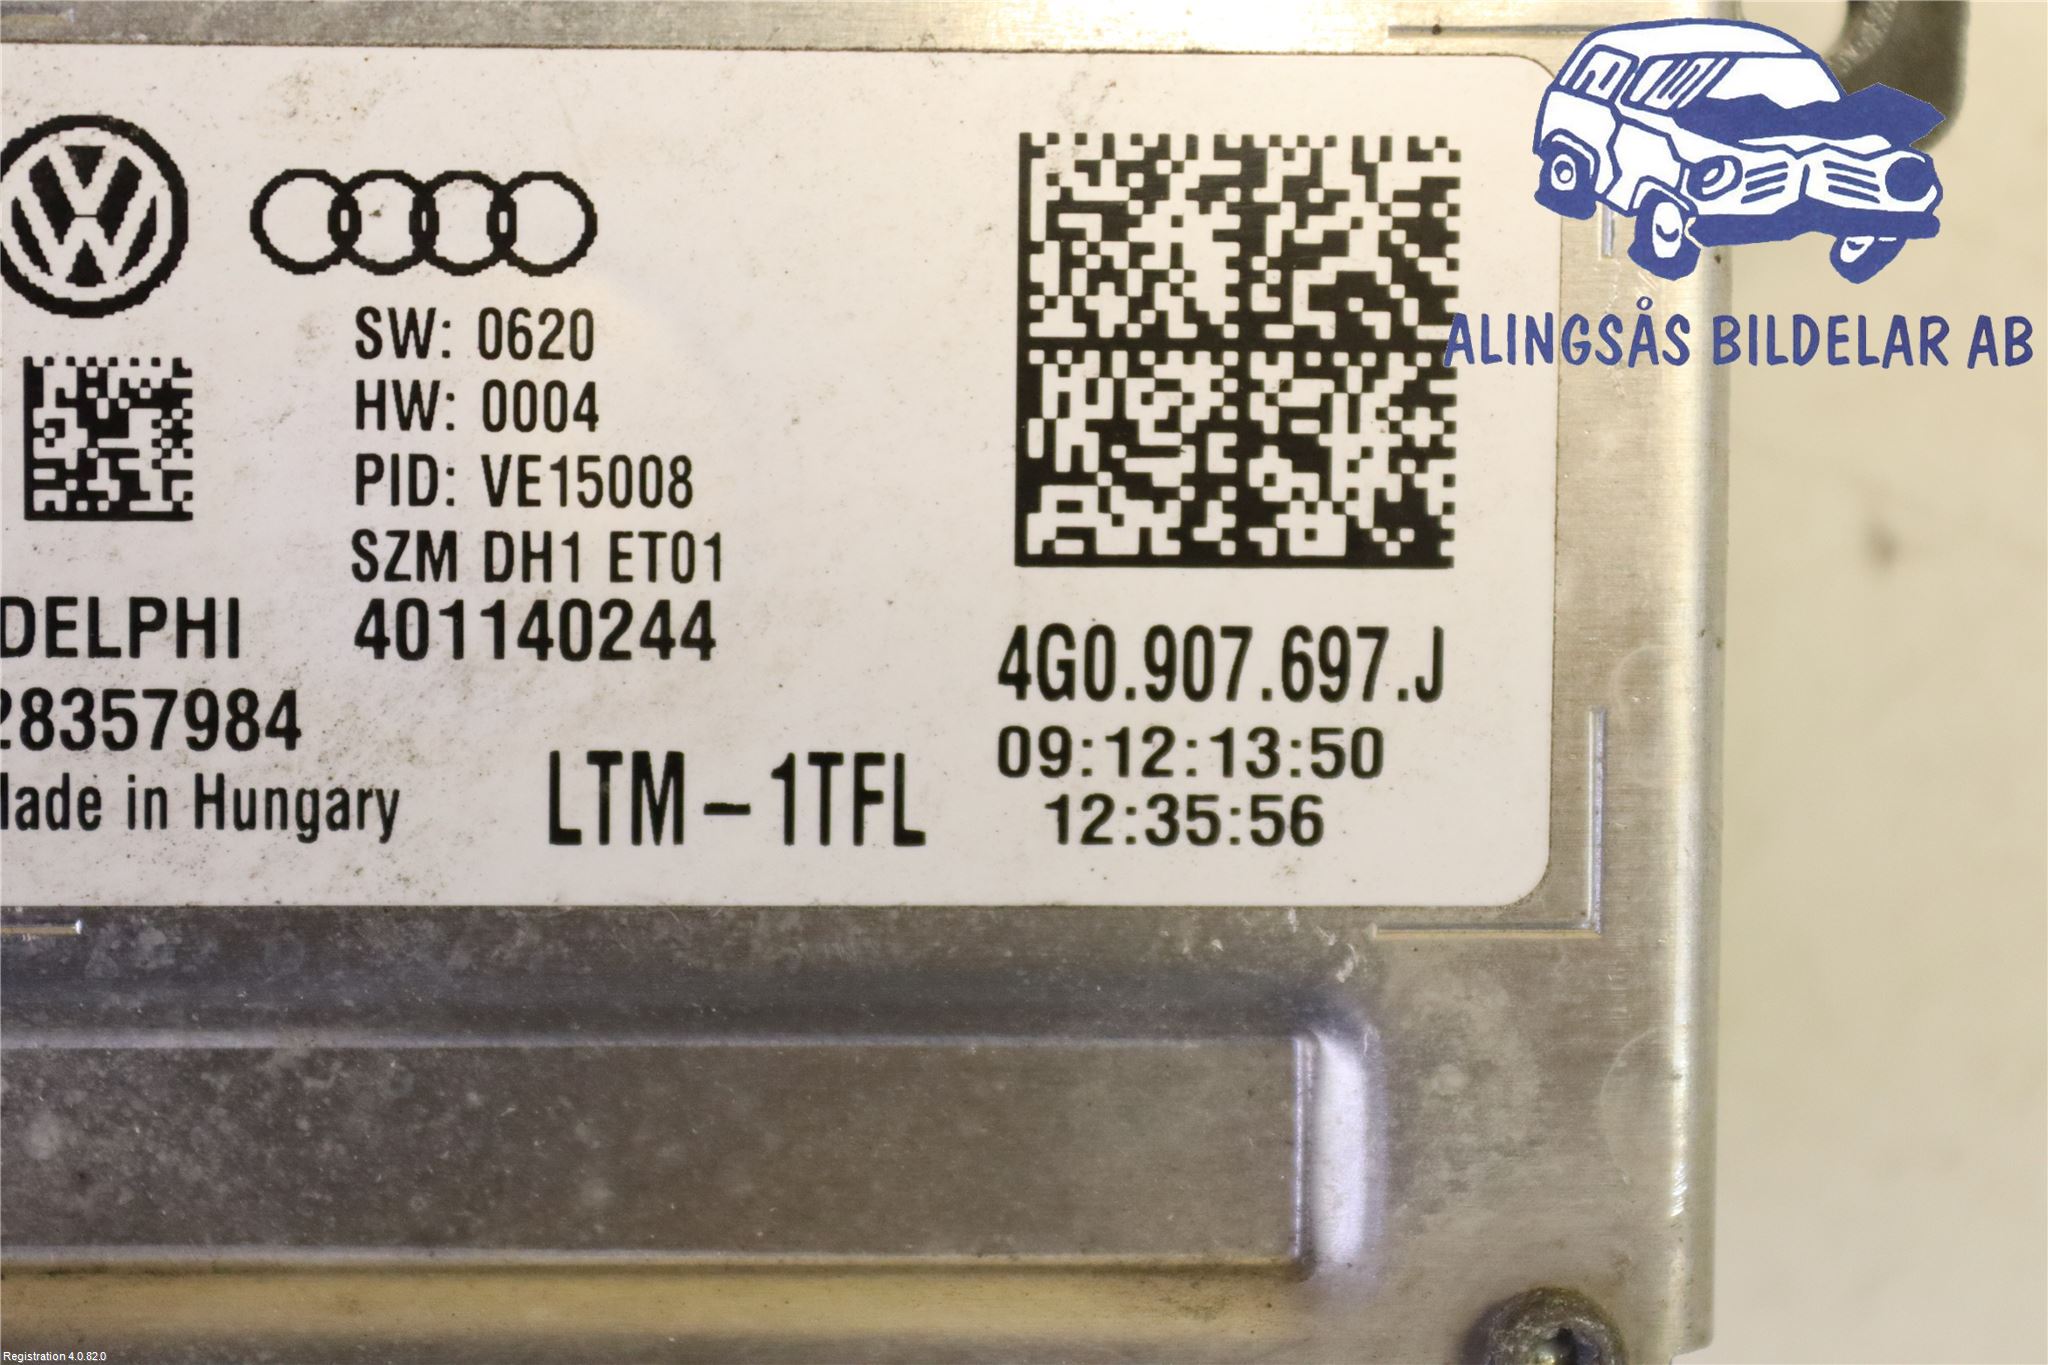 ALINGSÅS BILDELAR AB
SW: 0620
HW: 0004
PID: VE15008
SZM DH1 ET01
DELPHI 401140244
28357984
Made in Hungary
LTM - 1TFL
4G0.907.697.J
09:12:13:50
12:35:56
Registration 4.0.82.0